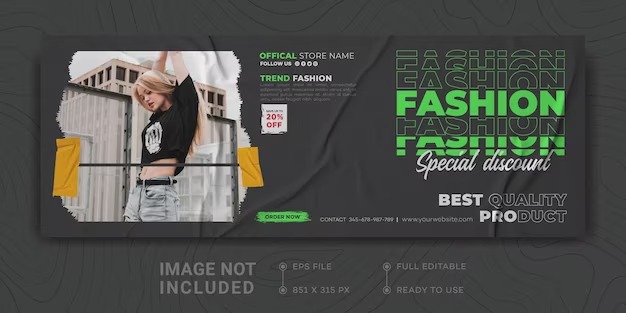 OFFICAL STORE NAME
FOLLOW US
TREND FASHION
SAVE UP TO
20%
OFF
FASHION
FASHION
FASHION
FASHION
FASHION
Special discount
BEST QUALITY
PRODUCT
ORDER NOW
CONTACT 345-678-987-789 | www.yourwebsite.com
IMAGE NOT
INCLUDED
EPS FILE
851 X 315 PX
FULL EDITABLE
READY TO USE